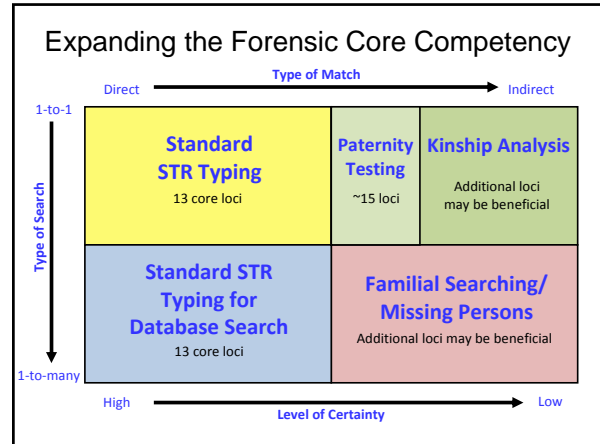 Expanding the Forensic Core Competency
Type of Match
Direct
Indirect
1-to-1
Type of Search
Standard
STR Typing
13 core loci
Paternity
Testing
~15 loci
Kinship Analysis
Additional loci
may be beneficial
Standard STR
Typing for
Database Search
13 core loci
Familial Searching/
Missing Persons
Additional loci may be beneficial
1-to-many
High
Low
Level of Certainty